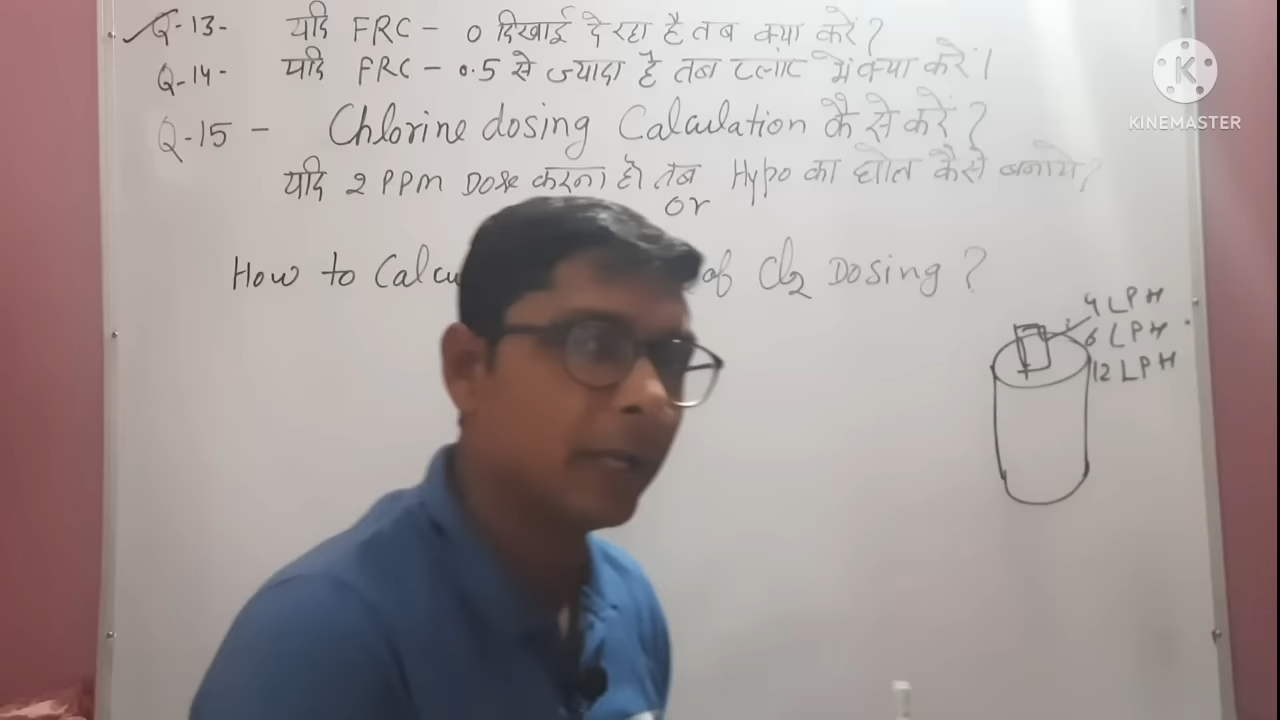 Q-13- यदि FRC - 0 दिखाई दे रहा है तब क्या करें?
Q-14- यदि FRC - 0.5 से ज्यादा है तब प्लांट में क्या करें।
Q-15 - Chlorine dosing Calculation कैसे करें?
यदि 2 PPM Dose करना हो तब Hypo का घोल कैसे बनाये?
or
How to Calcu of Cl2 Dosing?
4 LPH
6 LPH
12 LPH
K
KINEMASTER